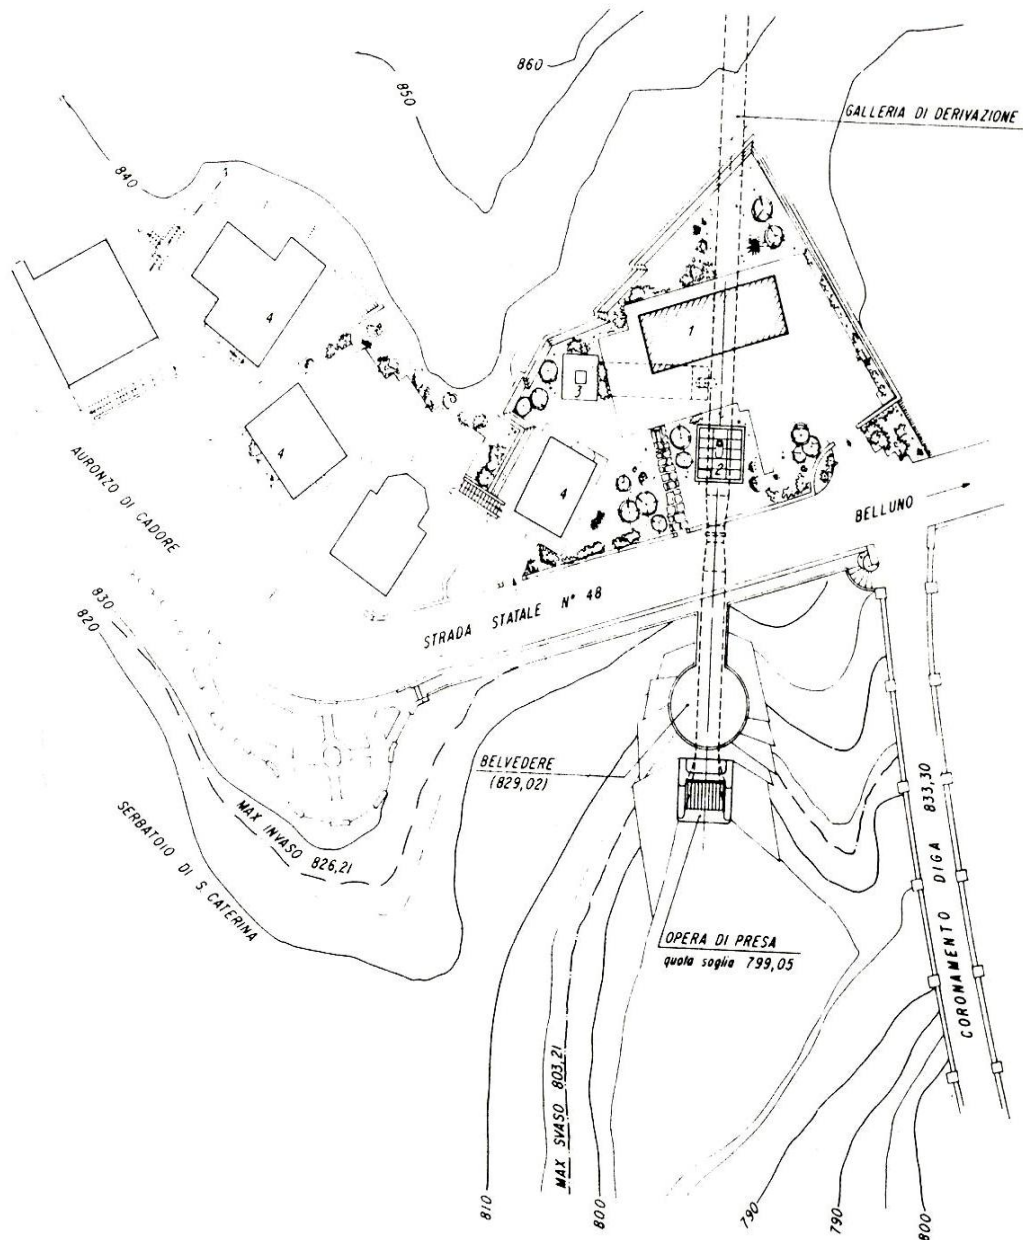 860
850
GALLERIA DI DERIVAZIONE
840
4
1
3
4
2
4
AURONZO DI CADORE
BELLUNO
830
820
STRADA STATALE N° 48
BELVEDERE
(829,02)
MAX INVASO 826,21
SERBATOIO DI S. CATERINA
CORONAMENTO DIGA 833,30
OPERA DI PRESA
quota soglia 799,05
MAX SVASO 803,21
810
800
790
790
800